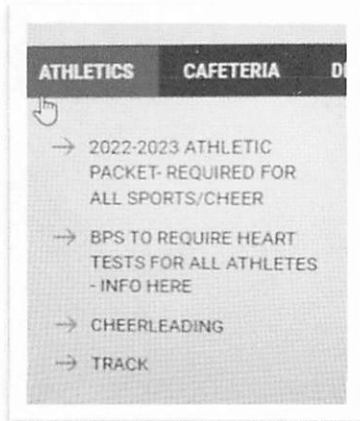 ATHLETICS CAFETERIA
2022-2023 ATHLETIC
PACKET- REQUIRED FOR
ALL SPORTS/CHEER
BPS TO REQUIRE HEART
TESTS FOR ALL ATHLETES
- INFO HERE
CHEERLEADING
TRACK